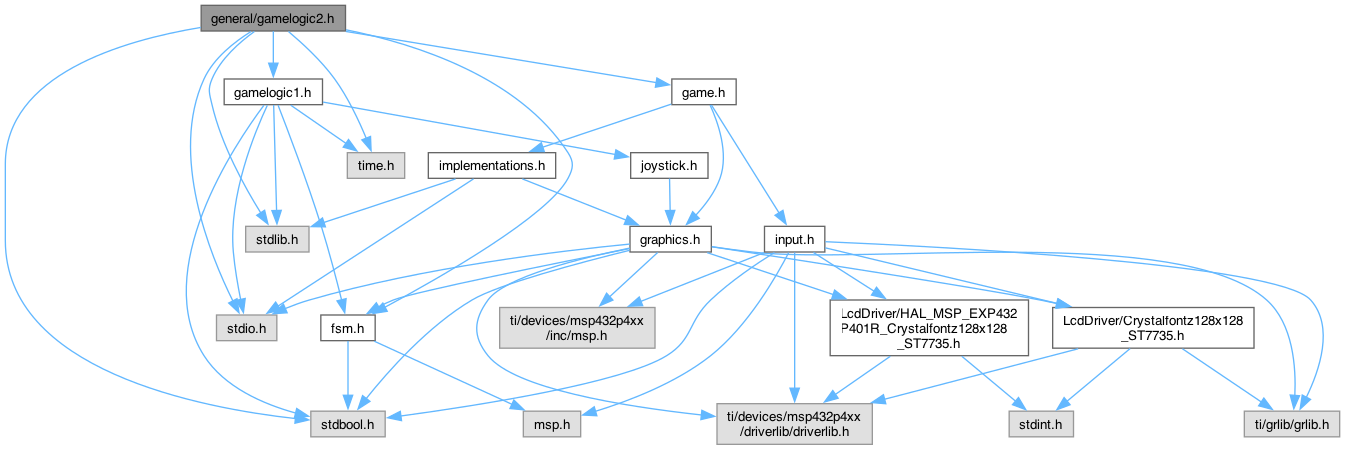 general/gamelogic2.h
gamelogic1.h
game.h
time.h
implementations.h
joystick.h
stdlib.h
graphics.h
input.h
stdio.h
fsm.h
ti/devices/msp432p4xx
/inc/msp.h
LcdDriver/HAL_MSP_EXP432
P401R_Crystalfontz128x128
_ST7735.h
LcdDriver/Crystalfontz128x128
_ST7735.h
stdbool.h
msp.h
ti/devices/msp432p4xx
/driverlib/driverlib.h
stdint.h
ti/grlib/grlib.h